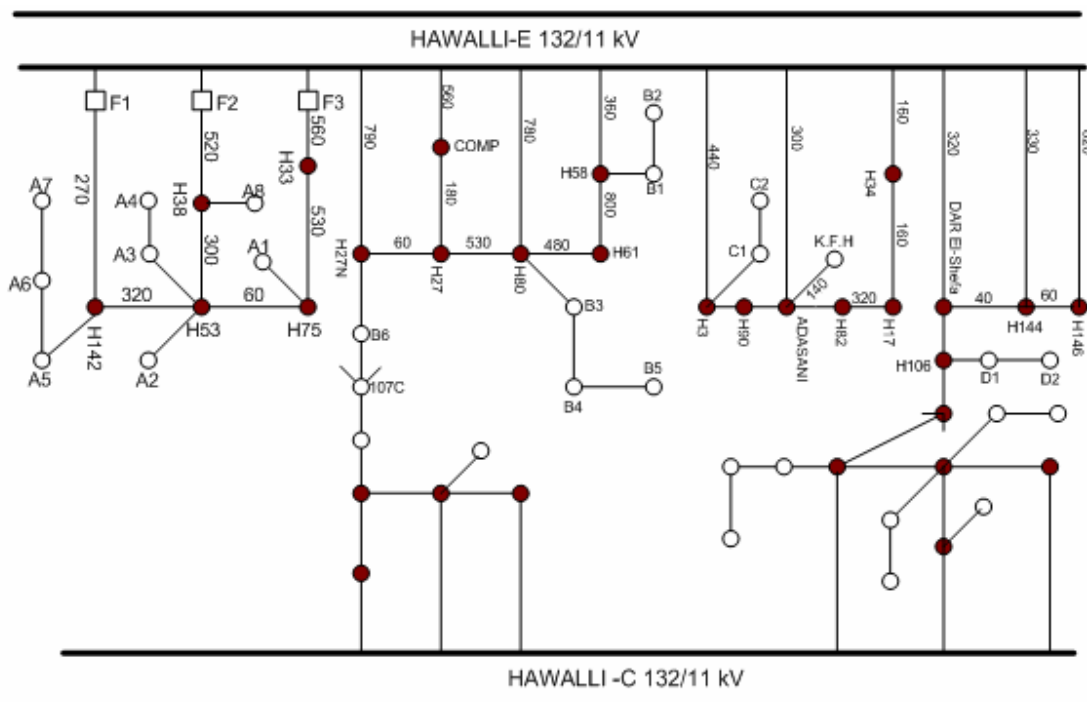 HAWALLI-E 132/11 kV
F1
F2
F3
B2
560
360
160
520
560
790
COMP
780
440
300
320
330
H33
H58
B1
H34
A7
A4
H38
A8
270
530
180
800
A3
300
A1
C1
K.F.H
160
DAR El-Shefa
A6
H27N
60
H27
530
H80
480
H61
140
320
60
320
40
60
H142
H53
H75
B6
B3
H3
H90
ADASANI
H82
H17
H144
H146
A5
A2
107C
B4
B5
H106
D1
D2
HAWALLI -C 132/11 kV